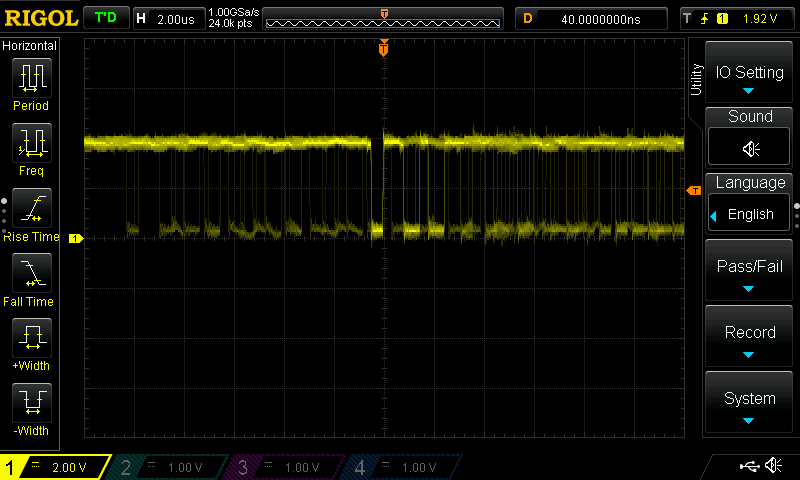 RIGOL T'D H 2.00us 1.00GSa/s 24.0k pts T D 40.0000000ns T 1 1.92 V
Horizontal
Period
Freq
Rise Time
Fall Time
+Width
-Width
T
T
1
Utility
IO Setting
Sound
Language
English
Pass/Fail
Record
System
1 2.00 V 2 1.00 V 3 1.00 V 4 1.00 V